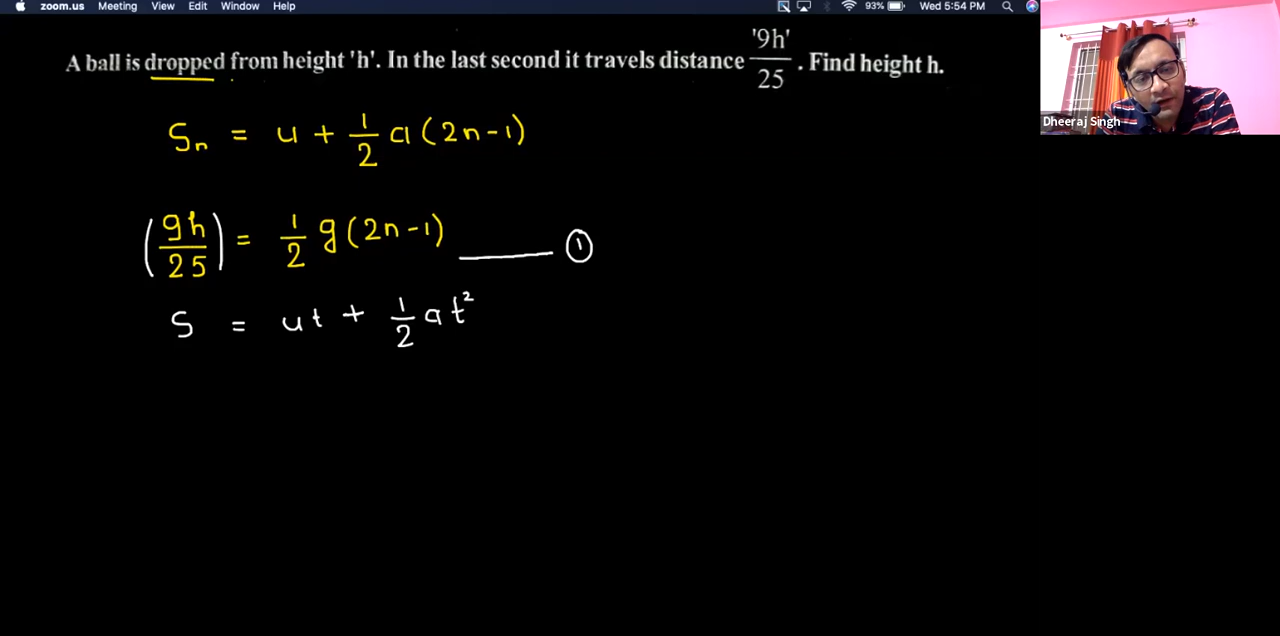 zoom.us Meeting View Edit Window Help 93% Wed 5:54 PM
A ball is dropped from height 'h'. In the last second it travels distance '9h'/25 . Find height h.
Dheeraj Singh
Sn = u + 1/2 a (2n-1)
(9h/25) = 1/2 g (2n-1) ——— ①
S = ut + 1/2 at²